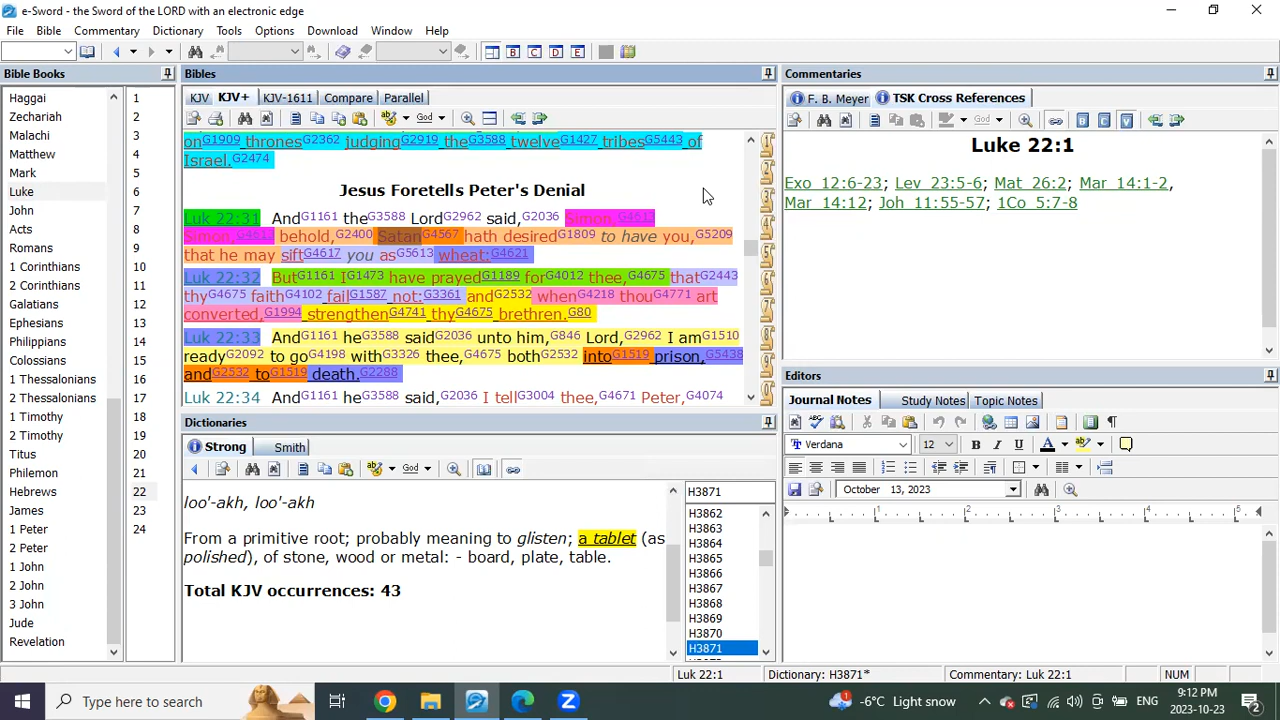 e-Sword - the Sword of the LORD with an electronic edge
File Bible Commentary Dictionary Tools Options Download Window Help
B C D E
Bible Books
Haggai
Zechariah
Malachi
Matthew
Mark
Luke
John
Acts
Romans
1 Corinthians
2 Corinthians
Galatians
Ephesians
Philippians
Colossians
1 Thessalonians
2 Thessalonians
1 Timothy
2 Timothy
Titus
Philemon
Hebrews
James
1 Peter
2 Peter
1 John
2 John
3 John
Jude
Revelation
1
2
3
4
5
6
7
8
9
10
11
12
13
14
15
16
17
18
19
20
21
22
23
24
Bibles
KJV KJV+ KJV-1611 Compare Parallel
God
onG1909 thronesG2362 judgingG2919 theG3588 twelveG1427 tribesG5443 of
Israel.G2474
Jesus Foretells Peter's Denial
Luk 22:31 AndG1161 theG3588 LordG2962 said,G2036 Simon,G4613
Simon,G4613 behold,G2400 SatanG4567 hath desiredG1809 to have you,G5209
that he may siftG4617 you asG5613 wheat:G4621
Luk 22:32 ButG1161 IG1473 have prayedG1189 forG4012 thee,G4675 thatG2443
thyG4675 faithG4102 failG1587 not:G3361 andG2532 whenG4218 thouG4771 art
converted,G1994 strengthenG4741 thyG4675 brethren.G80
Luk 22:33 AndG1161 heG3588 saidG2036 unto him,G846 Lord,G2962 I amG1510
readyG2092 to goG4198 withG3326 thee,G4675 bothG2532 intoG1519 prison,G5438
andG2532 toG1519 death.G2288
Luk 22:34 AndG1161 heG3588 said,G2036 I tellG3004 thee,G4671 Peter,G4074
Dictionaries
Strong Smith
God
H3871
loo'-akh, loo'-akh
From a primitive root; probably meaning to glisten; a tablet (as
polished), of stone, wood or metal: - board, plate, table.
Total KJV occurrences: 43
H3862
H3863
H3864
H3865
H3866
H3867
H3868
H3869
H3870
H3871
Commentaries
F. B. Meyer TSK Cross References
God B C V
Luke 22:1
Exo 12:6-23; Lev 23:5-6; Mat 26:2; Mar 14:1-2,
Mar 14:12; Joh 11:55-57; 1Co 5:7-8
Editors
Journal Notes Study Notes Topic Notes
Verdana 12 B I U A
October 13, 2023
1 2 3 4 5
Luk 22:1 Dictionary: H3871* Commentary: Luk 22:1 NUM
Type here to search
1 -6°C Light snow ENG 9:12 PM
2023-10-23 2